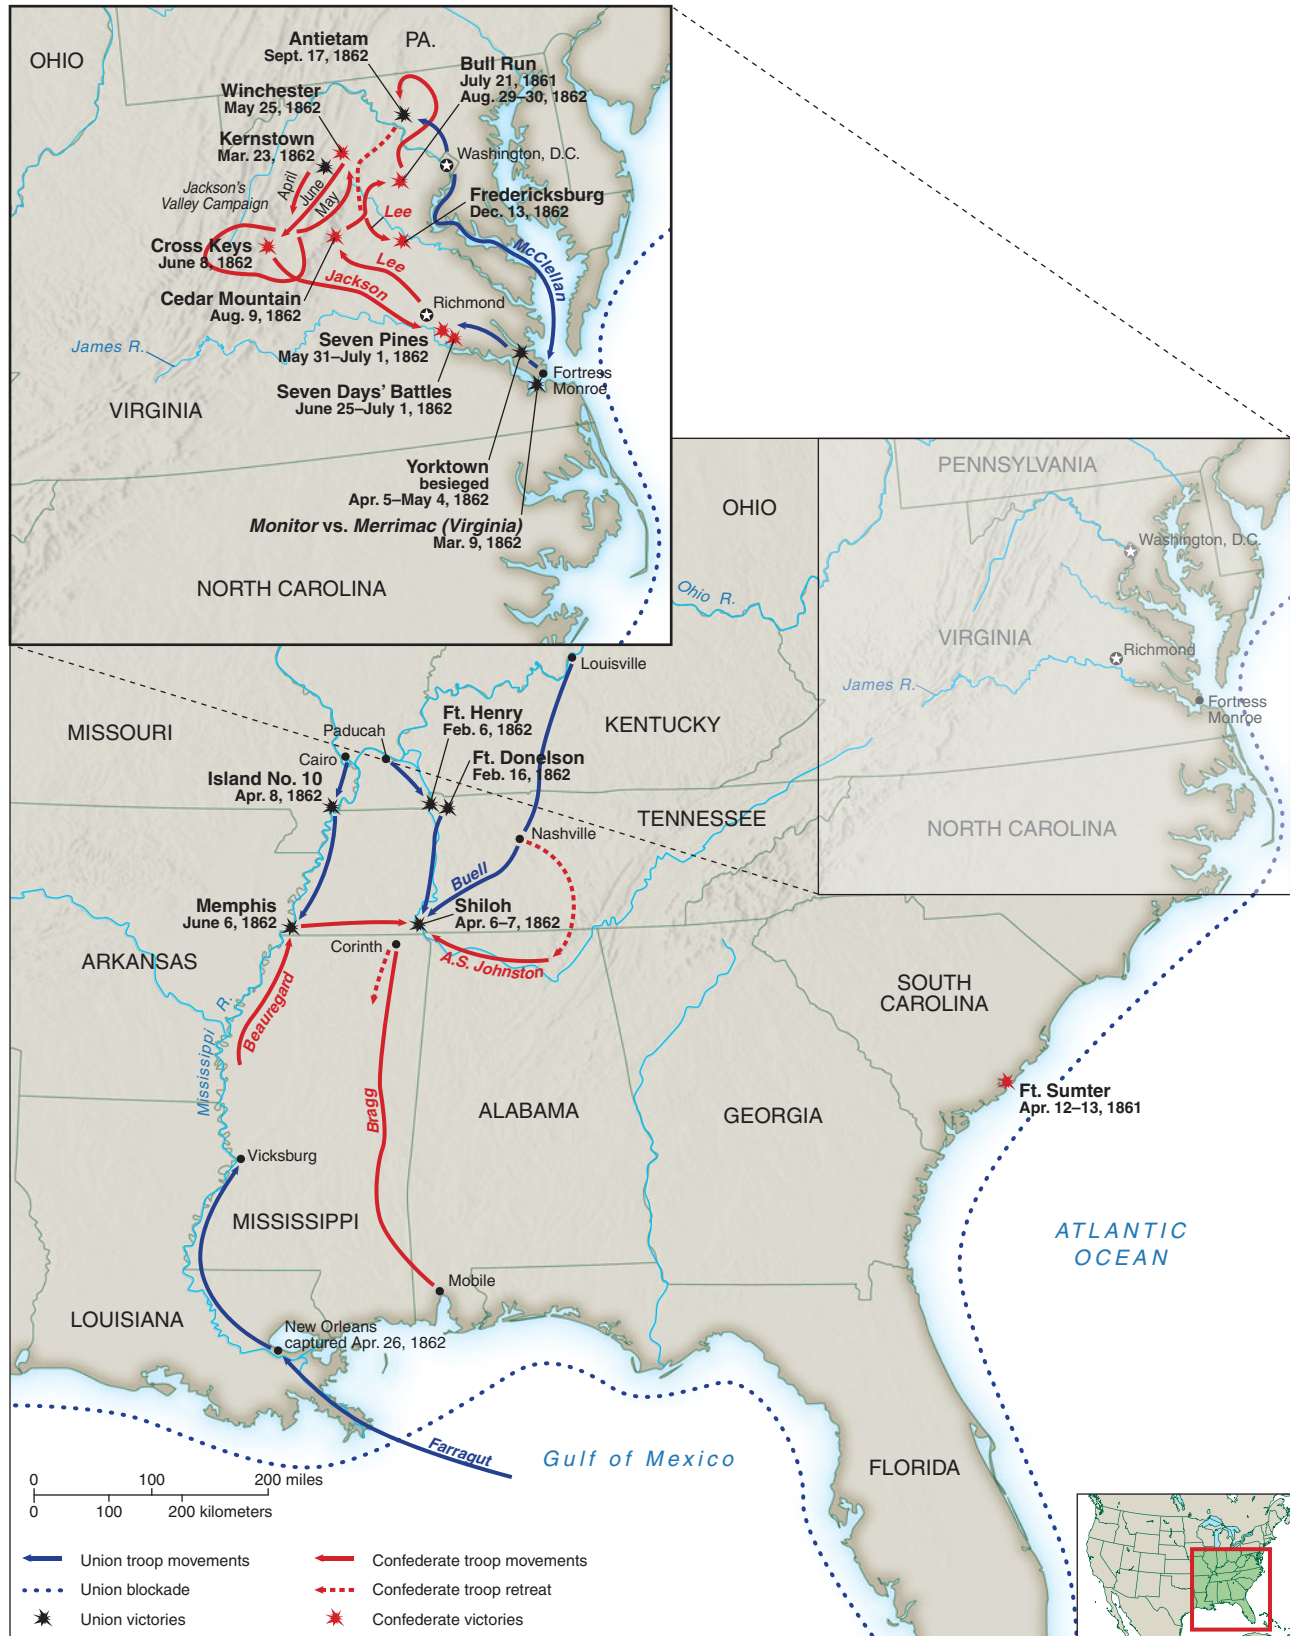 OHIO
PA.
Antietam
Sept. 17, 1862
Bull Run
July 21, 1861
Aug. 29–30, 1862
Winchester
May 25, 1862
Kernstown
Mar. 23, 1862
Washington, D.C.
Jackson's
Valley Campaign
April
June
May
Fredericksburg
Dec. 13, 1862
Lee
McClellan
Cross Keys
June 8, 1862
Lee
Jackson
Cedar Mountain
Aug. 9, 1862
Richmond
James R.
Seven Pines
May 31–July 1, 1862
Fortress
Monroe
Seven Days' Battles
June 25–July 1, 1862
VIRGINIA
Yorktown
besieged
Apr. 5–May 4, 1862
Monitor vs. Merrimac (Virginia)
Mar. 9, 1862
NORTH CAROLINA
OHIO
PENNSYLVANIA
Washington, D.C.
Ohio R.
VIRGINIA
Richmond
James R.
Fortress
Monroe
NORTH CAROLINA
Louisville
MISSOURI
Paducah
Cairo
Ft. Henry
Feb. 6, 1862
KENTUCKY
Ft. Donelson
Feb. 16, 1862
Island No. 10
Apr. 8, 1862
TENNESSEE
Nashville
Buell
Memphis
June 6, 1862
Shiloh
Apr. 6–7, 1862
Corinth
A.S. Johnston
ARKANSAS
Beauregard
Mississippi R.
SOUTH
CAROLINA
Ft. Sumter
Apr. 12–13, 1861
Bragg
ALABAMA
GEORGIA
Vicksburg
MISSISSIPPI
ATLANTIC
OCEAN
Mobile
LOUISIANA
New Orleans
captured Apr. 26, 1862
Farragut
Gulf of Mexico
FLORIDA
0 100 200 miles
0 100 200 kilometers
Union troop movements
Union blockade
Union victories
Confederate troop movements
Confederate troop retreat
Confederate victories